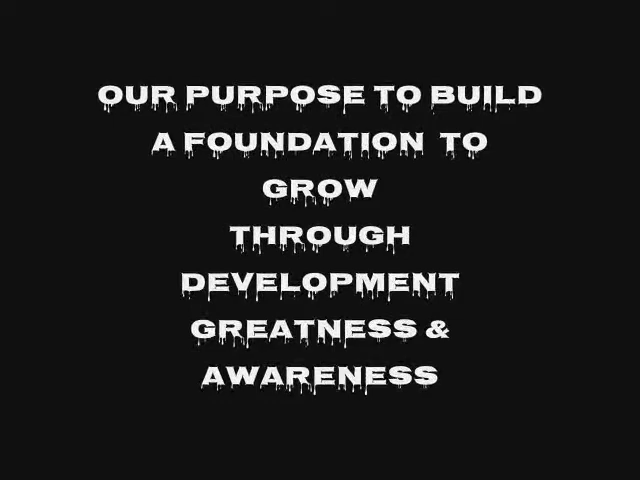 OUR PURPOSE TO BUILD
A FOUNDATION TO
GROW
THROUGH
DEVELOPMENT
GREATNESS &
AWARENESS